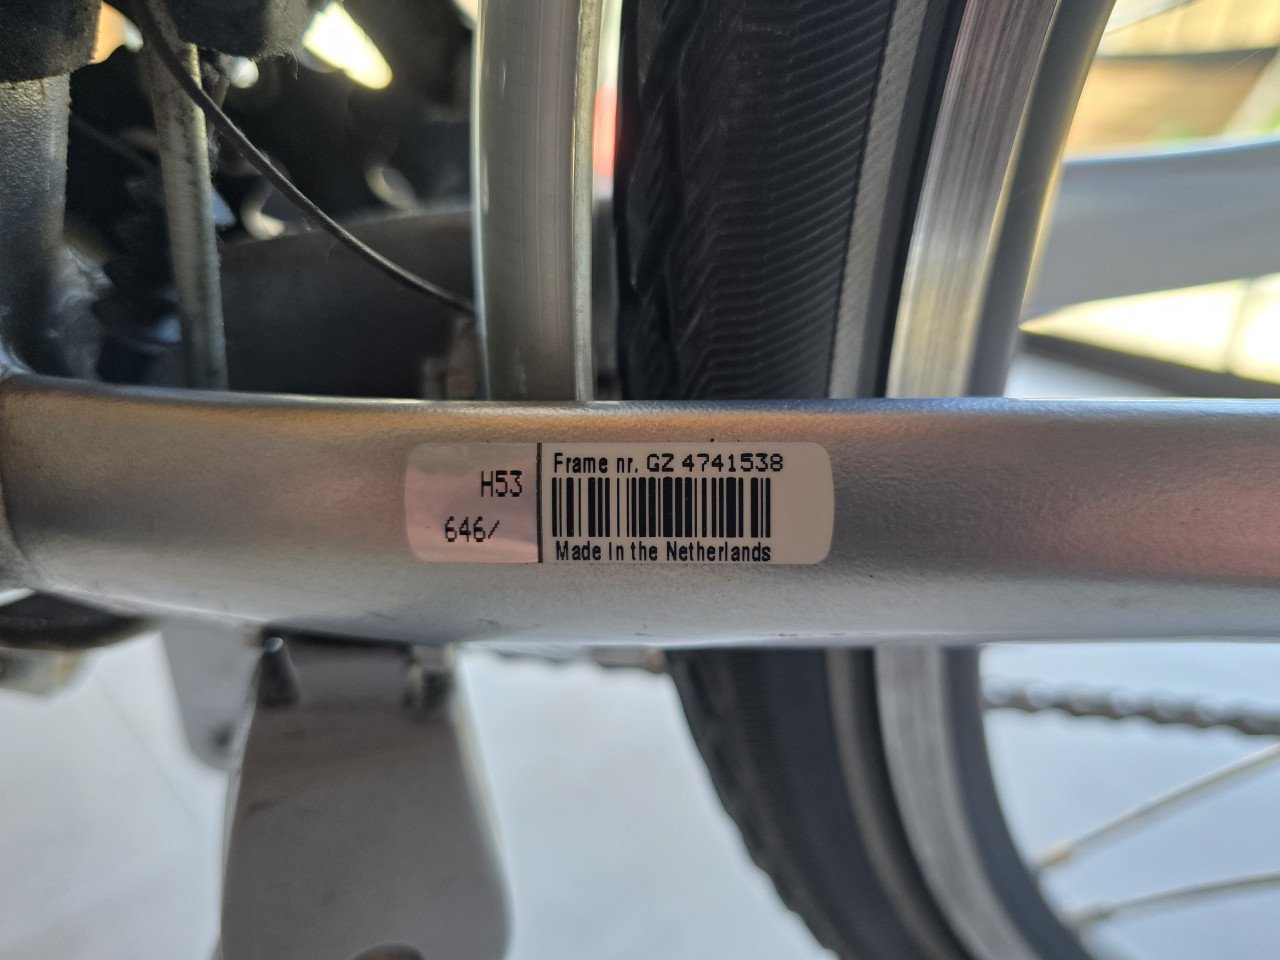 H53
646/
Frame nr. GZ 4741538
Made in the Netherlands